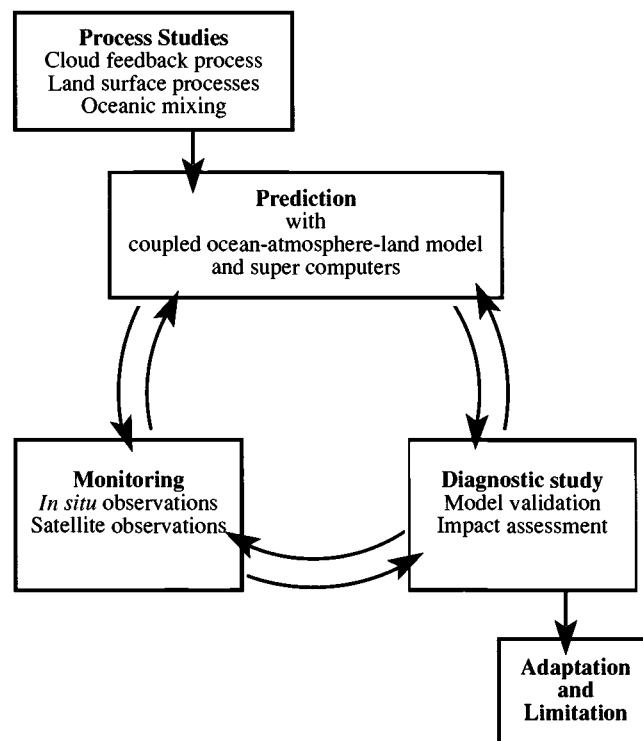 Process Studies
Cloud feedback process
Land surface processes
Oceanic mixing
Prediction
with
coupled ocean-atmosphere-land model
and super computers
Monitoring
In situ observations
Satellite observations
Diagnostic study
Model validation
Impact assessment
Adaptation
and
Limitation